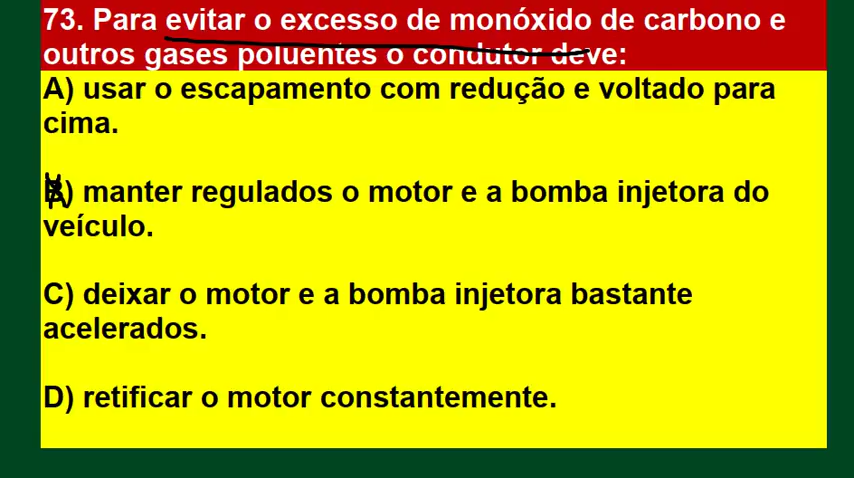 73. Para evitar o excesso de monóxido de carbono e
outros gases poluentes o condutor deve:
A) usar o escapamento com redução e voltado para
cima.
B) manter regulados o motor e a bomba injetora do
veículo.
C) deixar o motor e a bomba injetora bastante
acelerados.
D) retificar o motor constantemente.